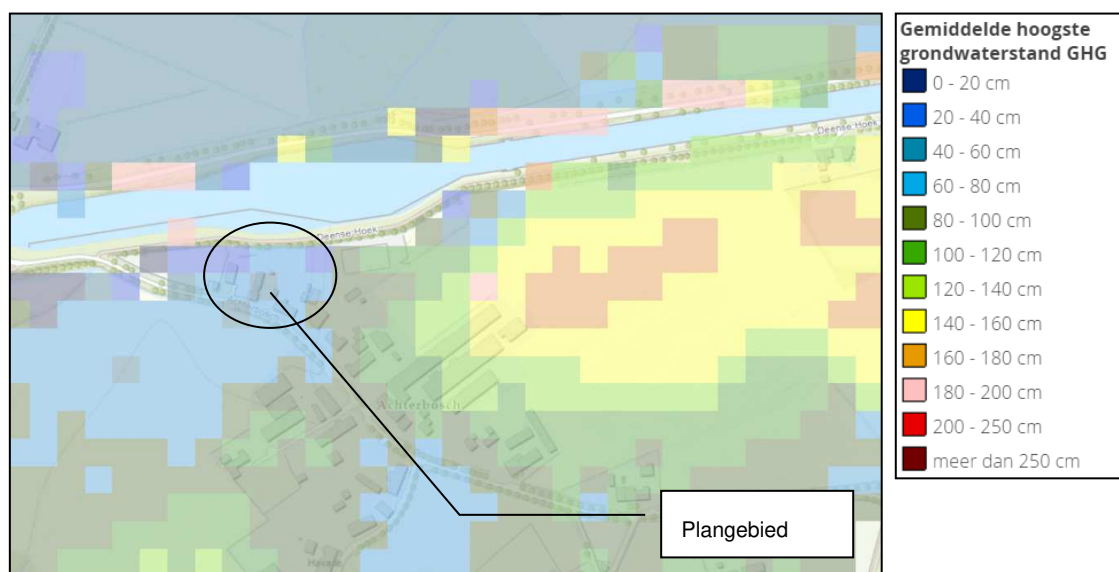 Gemiddelde hoogste
grondwaterstand GHG
0 - 20 cm
20 - 40 cm
40 - 60 cm
60 - 80 cm
80 - 100 cm
100 - 120 cm
120 - 140 cm
140 - 160 cm
160 - 180 cm
180 - 200 cm
200 - 250 cm
meer dan 250 cm
Deense Hoek
Deense Hoek
Achterbosch
Plangebied